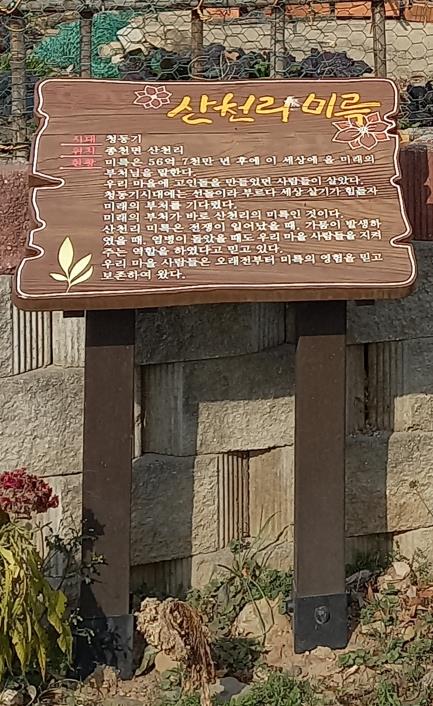 산천리 미륵
시대 청동기
위치 종천면 산천리
현황 미륵은 56억 7천만 년 후에 이 세상에 올 미래의
부처님을 말한다.
우리 마을에 고인돌을 만들었던 사람들이 살았다.
청동기시대에는 선돌이라 부르다 세상 살기가 힘들자
미래의 부처를 기다렸다.
미래의 부처가 바로 산천리의 미륵인 것이다.
산천리 미륵은 전쟁이 일어났을 때, 가뭄이 발생하
였을 때, 염병이 돌았을 때도 우리 마을 사람들을 지켜
주는 역할을 하였다고 믿고 있다.
우리 마을 사람들은 오래전부터 미륵의 영험을 믿고
보존하여 왔다.